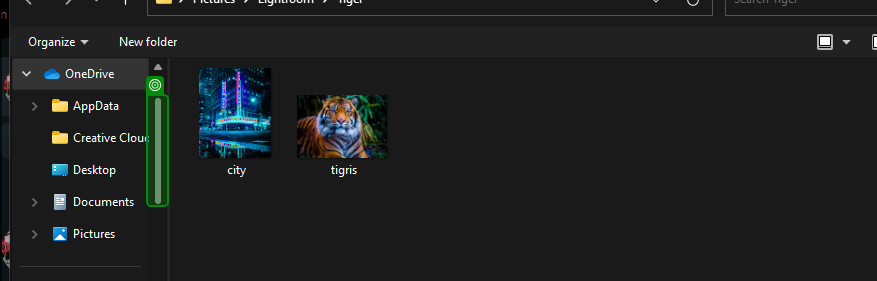 Pictures > Lightroom > Tiger
Search Tiger
Organize
New folder
OneDrive
AppData
Creative Cloud
Desktop
Documents
Pictures
city
tigris